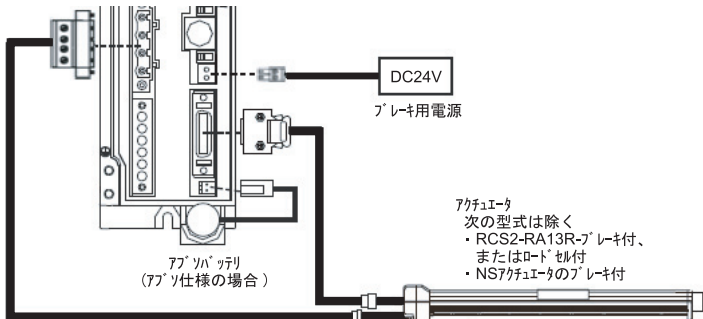 DC24V
ブレーキ用電源
アクチュエータ
次の型式は除く
・RCS2-RA13R-ブレーキ付、
またはロードセル付
・NSアクチュエータのブレーキ付
アブソバッテリ
(アブソ仕様の場合)